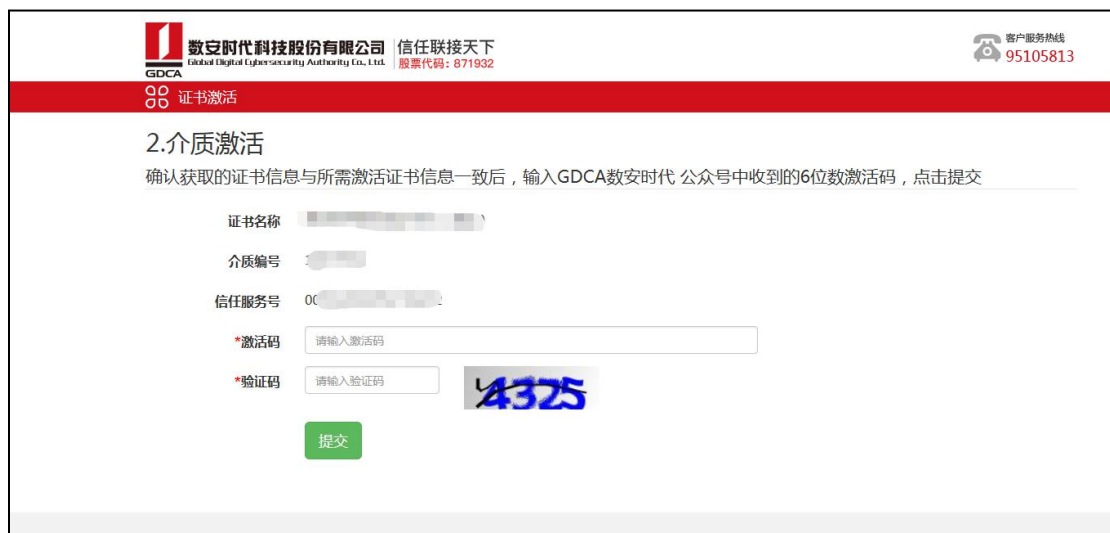 数安时代科技股份有限公司
Global Digital Cybersecurity Authority Co., Ltd.
GDCA
信任联接天下
股票代码：871932
客户服务热线
95105813
证书激活
2.介质激活
确认获取的证书信息与所需激活证书信息一致后，输入GDCA数安时代 公众号中收到的6位数激活码，点击提交
证书名称
介质编号
信任服务号 00
*激活码 请输入激活码
*验证码 请输入验证码 4325
提交